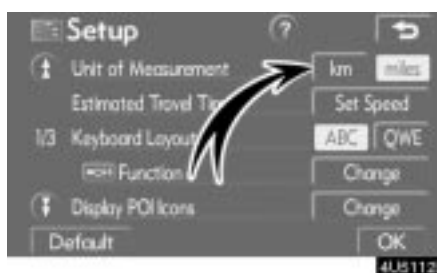 Setup ?
Unit of Measurement km miles
Estimated Travel Set Speed
1/3 Keyboard Layout ABC QWE
Function Change
Display POI Icons Change
Default OK
4U5112